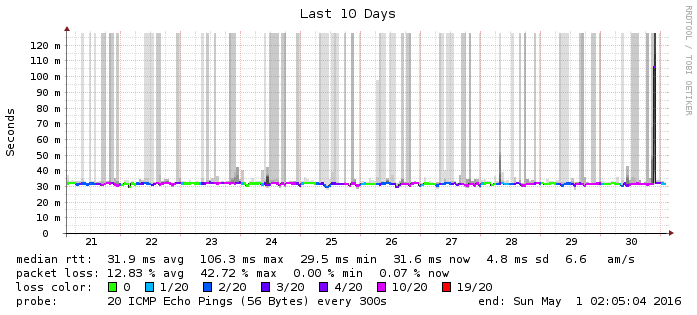 Last 10 Days
RRDTOOL / TOBI OETIKER
Seconds
120 m
110 m
100 m
90 m
80 m
70 m
60 m
50 m
40 m
30 m
20 m
10 m
0
21 22 23 24 25 26 27 28 29 30
median rtt: 31.9 ms avg 106.3 ms max 29.5 ms min 31.6 ms now 4.8 ms sd 6.6 am/s
packet loss: 12.83 % avg 42.72 % max 0.00 % min 0.07 % now
loss color: 0 1/20 2/20 3/20 4/20 10/20 19/20
probe: 20 ICMP Echo Pings (56 Bytes) every 300s end: Sun May 1 02:05:04 2016